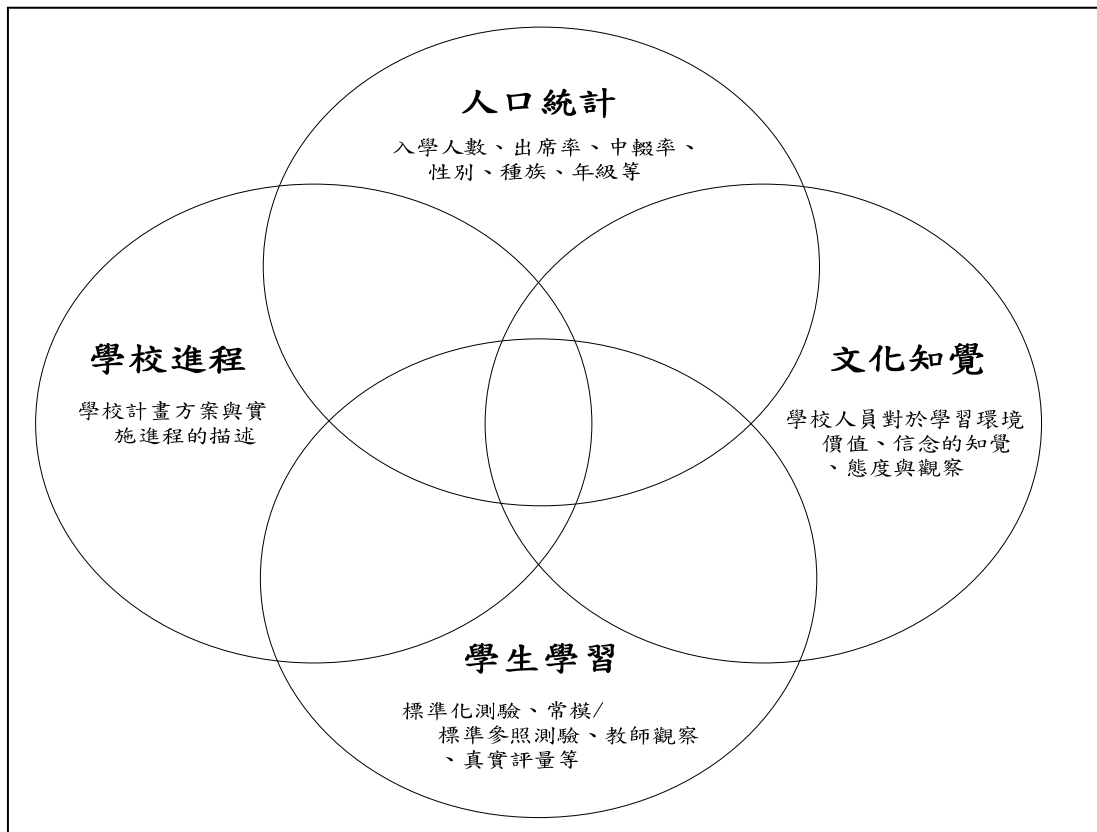 人口統計
入學人數、出席率、中輟率、
性別、種族、年級等
學校進程
學校計畫方案與實
施進程的描述
文化知覺
學校人員對於學習環境
價值、信念的知覺
、態度與觀察
學生學習
標準化測驗、常模/
標準參照測驗、教師觀察
、真實評量等